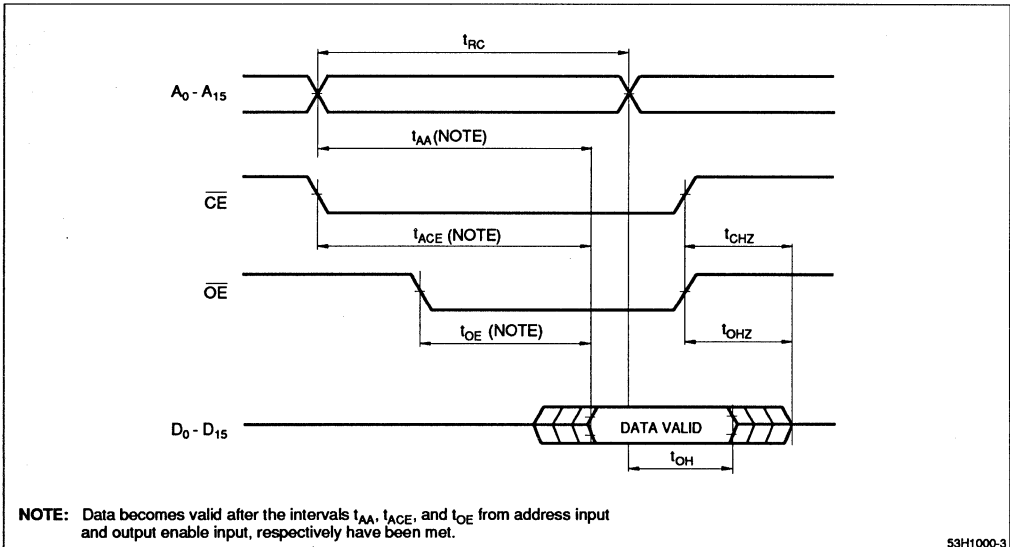 tRC
A0 - A15
tAA (NOTE)
CE
tACE (NOTE)
tCHZ
OE
tOE (NOTE)
tOHZ
D0 - D15
DATA VALID
tOH
NOTE: Data becomes valid after the intervals tAA, tACE, and tOE from address input
and output enable input, respectively have been met.
53H1000-3